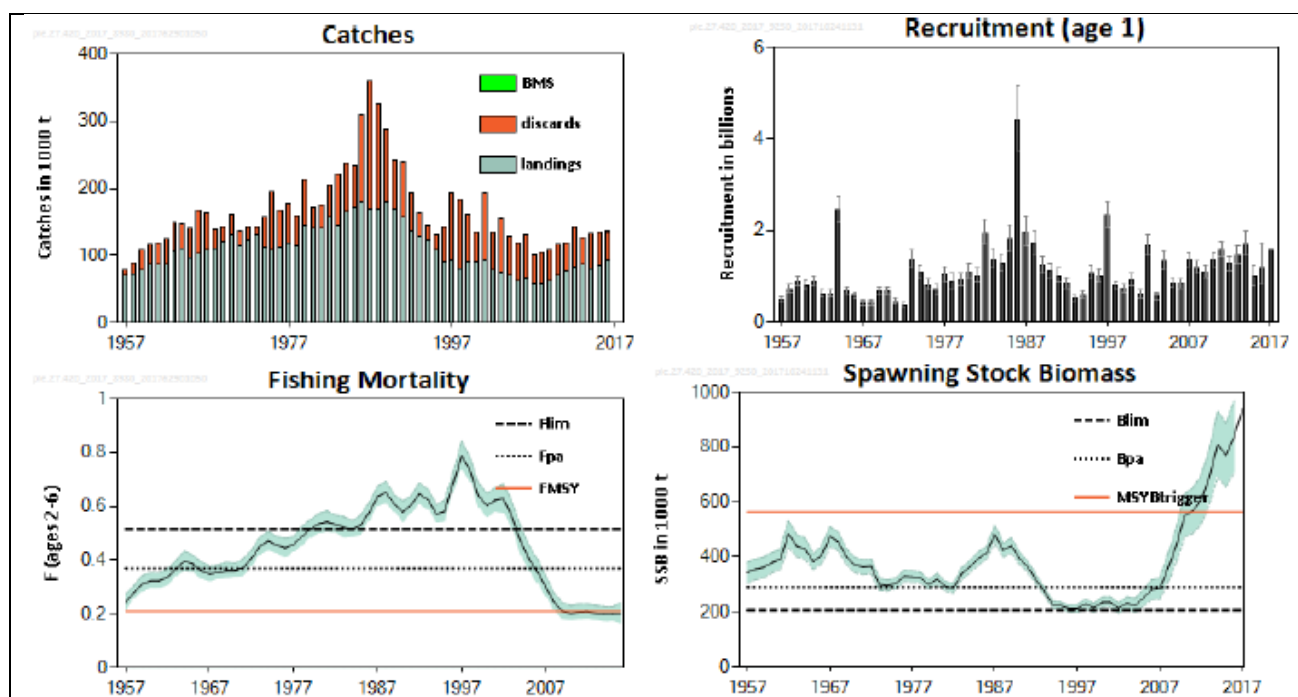 Catches
400
300
200
100
0
Catches in 1000 t
BMS
discards
landings
1957
1977
1997
2017
Recruitment (age 1)
6
4
2
0
Recruitment in billions
1957
1967
1977
1987
1997
2007
2017
Fishing Mortality
1
0.8
0.6
0.4
0.2
0
F (ages 2-6)
Flim
Fpa
FMSY
1957
1967
1977
1987
1997
2007
Spawning Stock Biomass
1000
800
600
400
200
0
SSB in 1000 t
Blim
Bpa
MSYBtrigger
1957
1967
1977
1987
1997
2007
2017